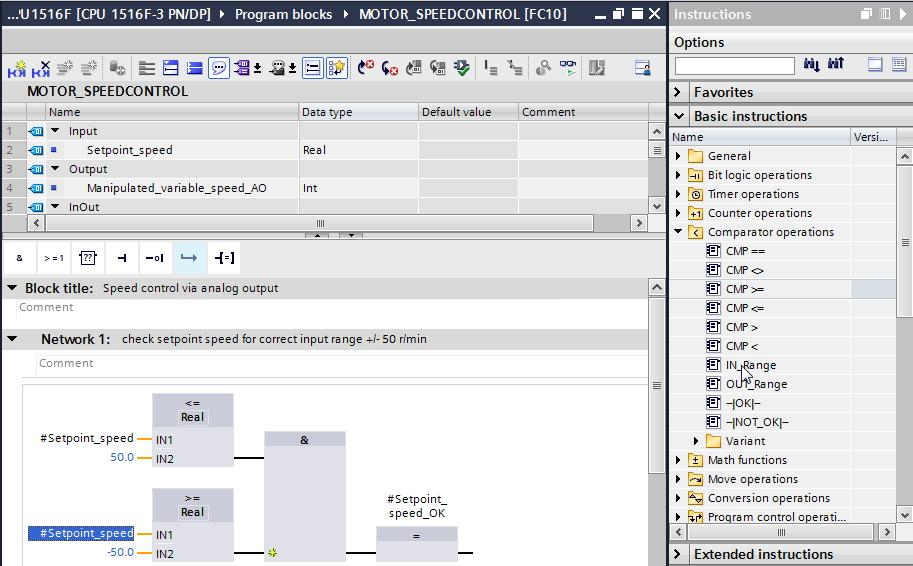 ...'U1516F [CPU 1516F-3 PN/DP] Program blocks MOTOR_SPEEDCONTROL [FC10]
MOTOR_SPEEDCONTROL
Name Data type Default value Comment
1 Input
2 Setpoint_speed Real
3 Output
4 Manipulated_variable_speed_AO Int
5 InOut
& >=1 [??] -| -o| -[=]
Block title: Speed control via analog output
Comment
Network 1: check setpoint speed for correct input range +/- 50 r/min
Comment
<=
Real
#Setpoint_speed IN1
50.0 IN2
&
>=
Real
#Setpoint_speed IN1
-50.0 IN2
#Setpoint_
speed_OK
=
Instructions
Options
Favorites
Basic instructions
Name Versi...
General
Bit logic operations
Timer operations
Counter operations
Comparator operations
CMP ==
CMP <>
CMP >=
CMP <=
CMP >
CMP <
IN_Range
OUT_Range
-|OK|-
-|NOT_OK|-
Variant
Math functions
Move operations
Conversion operations
Program control operati...
Extended instructions